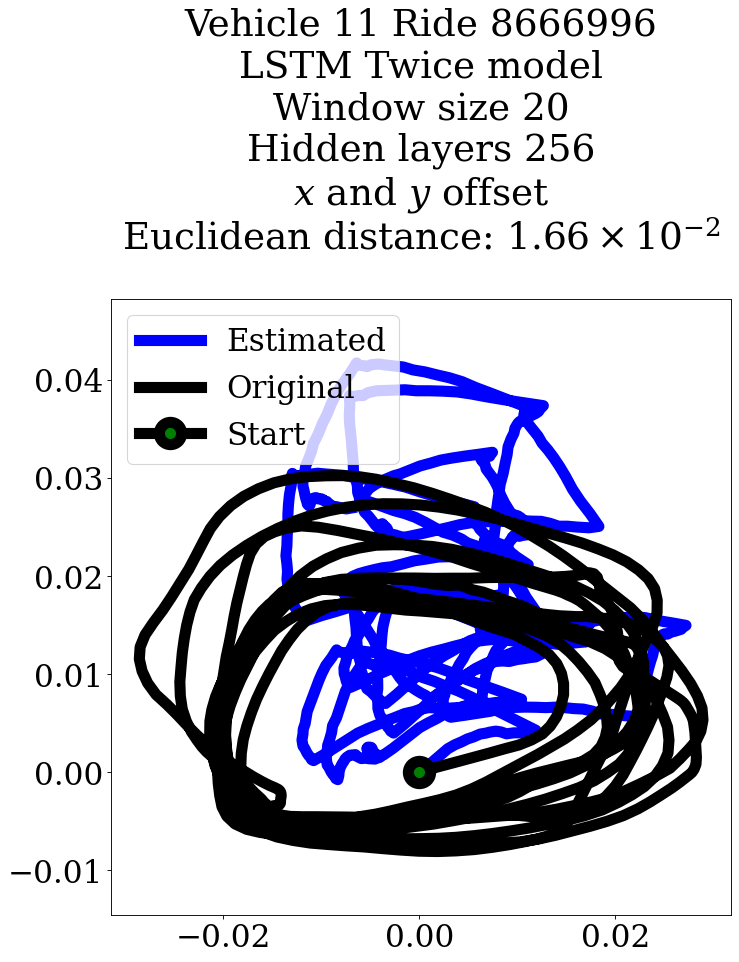 Vehicle 11 Ride 8666996
LSTM Twice model
Window size 20
Hidden layers 256
x and y offset
Euclidean distance: 1.66 × 10⁻²
Estimated
Original
Start
0.04
0.03
0.02
0.01
0.00
−0.01
−0.02
0.00
0.02